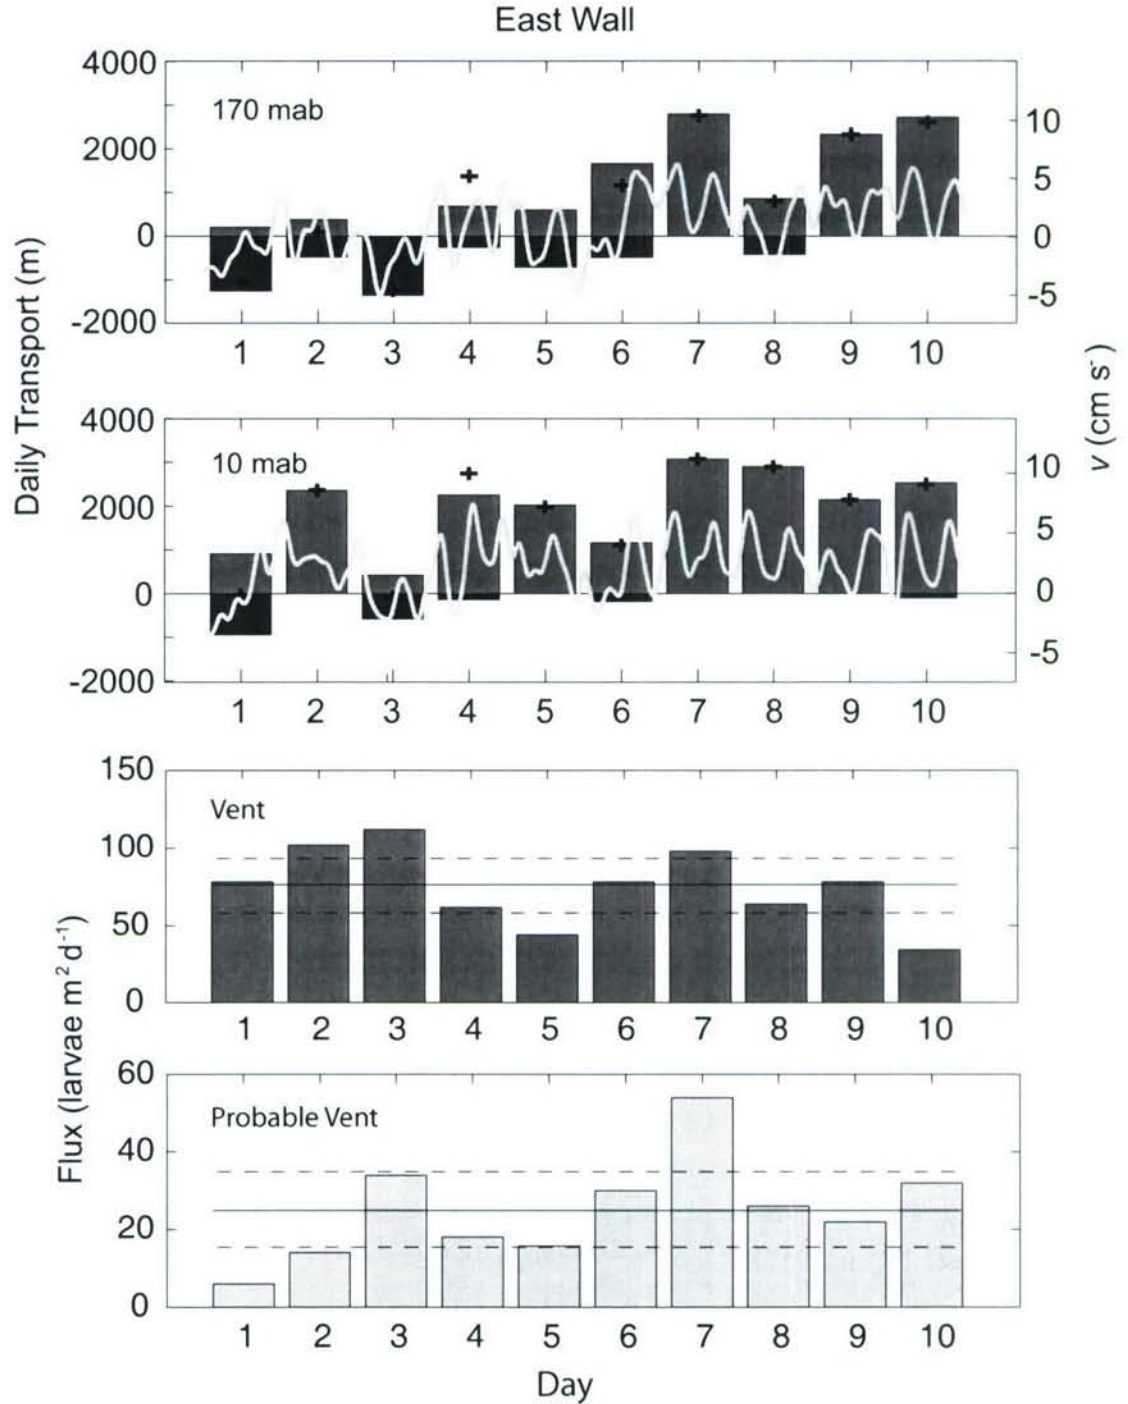 East Wall
Daily Transport (m)
4000
2000
0
-2000
170 mab
10
5
0
-5
1 2 3 4 5 6 7 8 9 10
v (cm s-)
4000
2000
0
-2000
10 mab
10
5
0
-5
1 2 3 4 5 6 7 8 9 10
Flux (larvae m² d⁻¹)
150
100
50
0
Vent
1 2 3 4 5 6 7 8 9 10
60
40
20
0
Probable Vent
1 2 3 4 5 6 7 8 9 10
Day